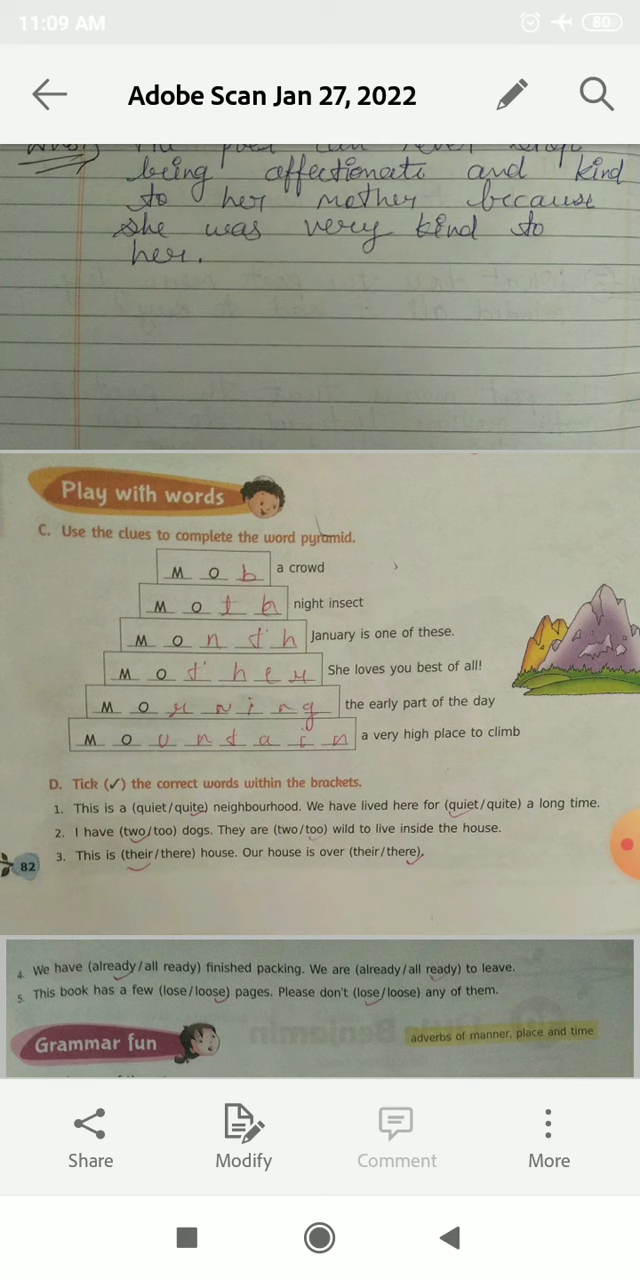 11:09 AM
80
Adobe Scan Jan 27, 2022
being affectionate and kind
to her mother because
she was very kind to
her.
Play with words
C. Use the clues to complete the word pyramid.
M O b a crowd
M o t h night insect
M O n t h January is one of these.
M O t h e r She loves you best of all!
M O r n i n g the early part of the day
M O u n t a i n a very high place to climb
D. Tick (✓) the correct words within the brackets.
1. This is a (quiet/quite) neighbourhood. We have lived here for (quiet/quite) a long time.
2. I have (two/too) dogs. They are (two/too) wild to live inside the house.
3. This is (their/there) house. Our house is over (their/there).
82
4. We have (already/all ready) finished packing. We are (already/all ready) to leave.
5. This book has a few (lose/loose) pages. Please don't (lose/loose) any of them.
Grammar fun
adverbs of manner, place and time
Share Modify Comment More